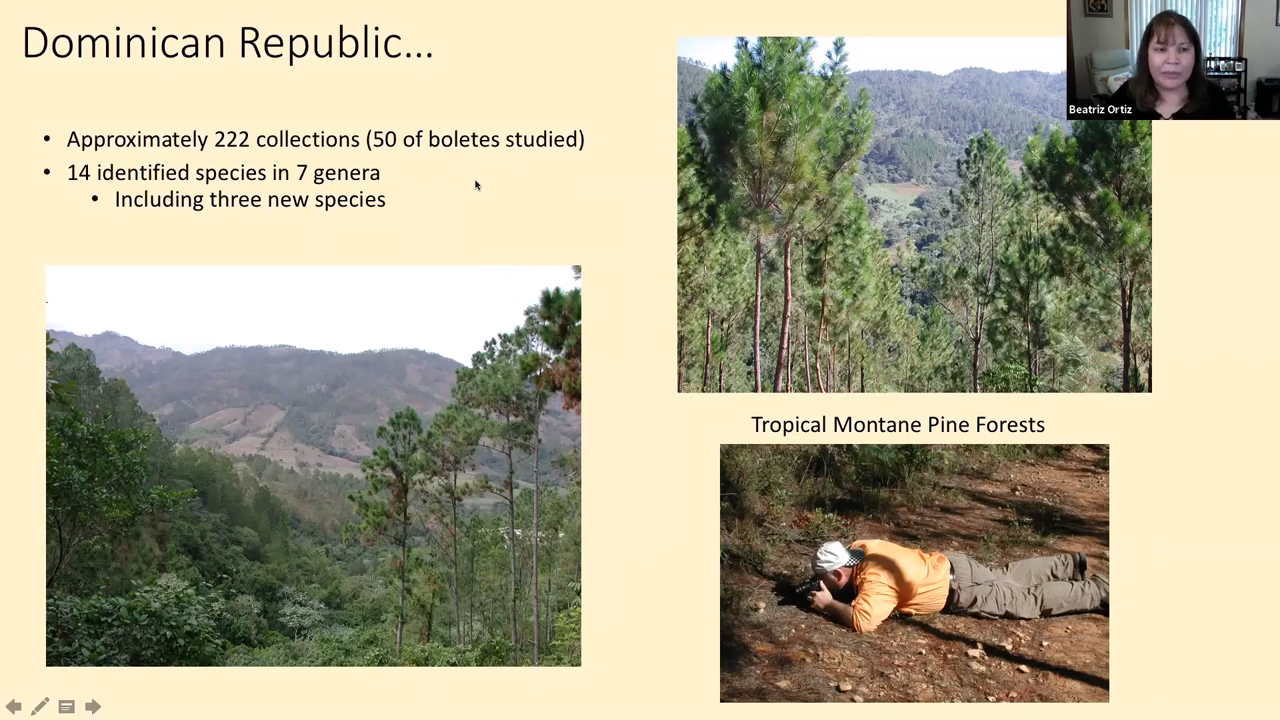 Dominican Republic...
Approximately 222 collections (50 of boletes studied)
14 identified species in 7 genera
Including three new species
Beatriz Ortiz
Tropical Montane Pine Forests